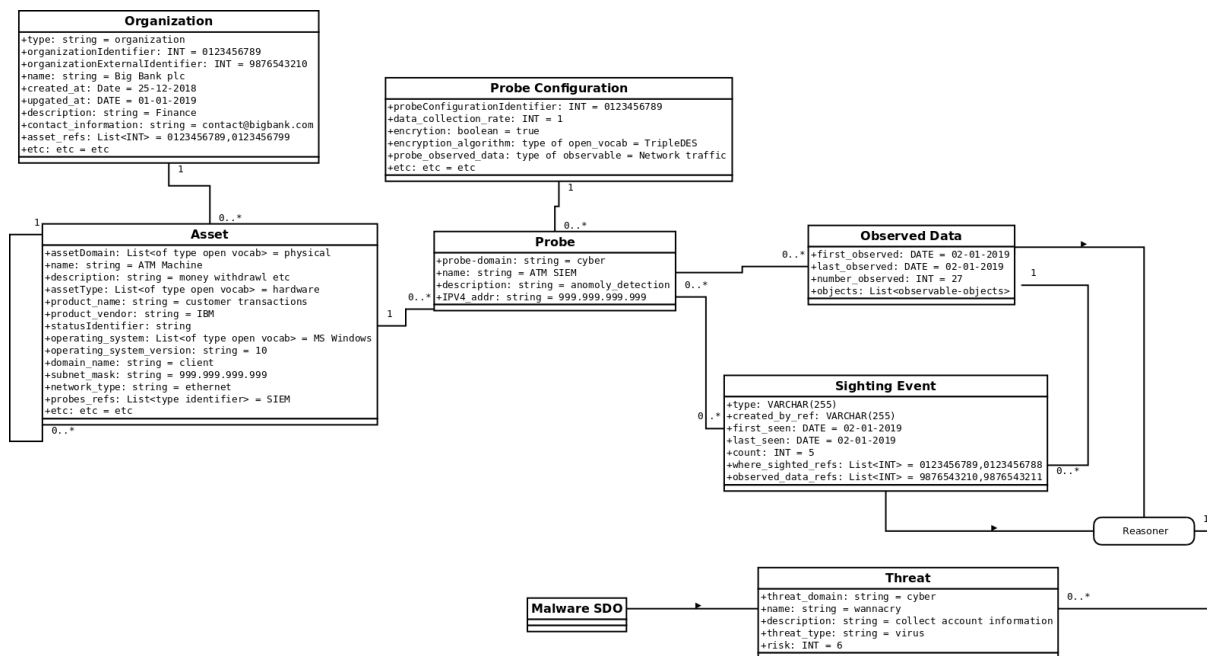 Organization
+type: string = organization
+organizationIdentifier: INT = 0123456789
+organizationExternalIdentifier: INT = 9876543210
+name: string = Big Bank plc
+created_at: Date = 25-12-2018
+upgated_at: DATE = 01-01-2019
+description: string = Finance
+contact_information: string = contact@bigbank.com
+asset_refs: List<INT> = 0123456789,0123456799
+etc: etc = etc
1
0..*
Probe Configuration
+probeConfigurationIdentifier: INT = 0123456789
+data_collection_rate: INT = 1
+encrytion: boolean = true
+encryption_algorithm: type of open_vocab = TripleDES
+probe_observed_data: type of observable = Network traffic
+etc: etc = etc
1
0..*
1
Asset
+assetDomain: List<of type open vocab> = physical
+name: string = ATM Machine
+description: string = money withdrawl etc
+assetType: List<of type open vocab> = hardware
+product_name: string = customer transactions
+product_vendor: string = IBM
+statusIdentifier: string
+operating_system: List<of type open vocab> = MS Windows
+operating_system_version: string = 10
+domain_name: string = client
+subnet_mask: string = 999.999.999.999
+network_type: string = ethernet
+probes_refs: List<type identifier> = SIEM
+etc: etc = etc
0..*
1
0..*
Probe
+probe-domain: string = cyber
+name: string = ATM SIEM
+description: string = anomoly_detection
+IPV4_addr: string = 999.999.999.999
0..*
0..*
Observed Data
+first_observed: DATE = 02-01-2019
+last_observed: DATE = 02-01-2019
+number_observed: INT = 27
+objects: List<observable-objects>
1
0..*
Sighting Event
+type: VARCHAR(255)
+created_by_ref: VARCHAR(255)
+first_seen: DATE = 02-01-2019
+last_seen: DATE = 02-01-2019
+count: INT = 5
+where_sighted_refs: List<INT> = 0123456789,0123456788
+observed_data_refs: List<INT> = 9876543210,9876543211
0..*
Reasoner
1
Malware SDO
Threat
+threat_domain: string = cyber
+name: string = wannacry
+description: string = collect account information
+threat_type: string = virus
+risk: INT = 6
0..*